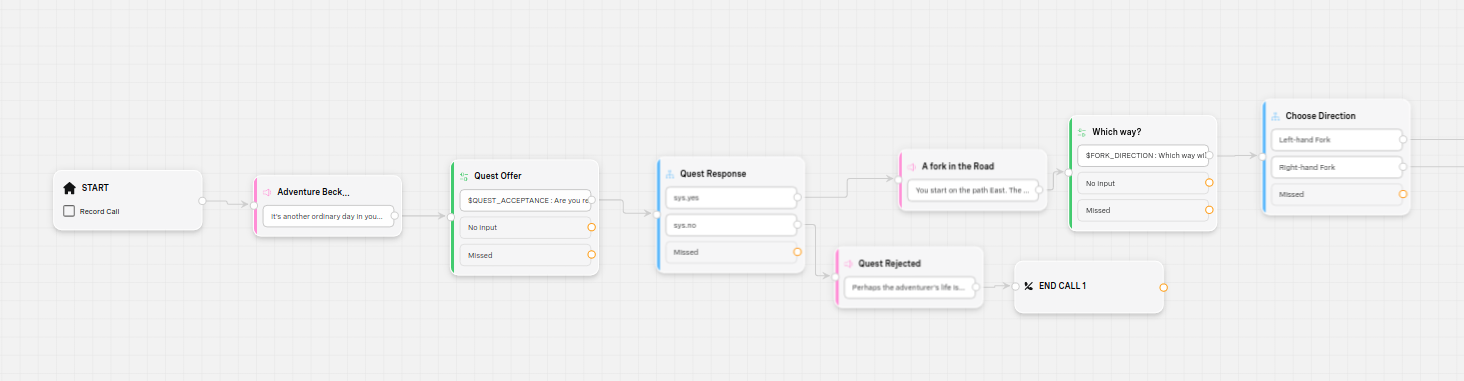 START
Record Call
Adventure Beck...
It's another ordinary day in you...
Quest Offer
$QUEST_ACCEPTANCE : Are you re
No input
Missed
Quest Response
sys.yes
sys.no
Missed
A fork in the Road
You start on the path East. The ...
Quest Rejected
Perhaps the adventurer's life is...
END CALL 1
Which way?
$FORK_DIRECTION : Which way wil
No input
Missed
Choose Direction
Left-hand Fork
Right-hand Fork
Missed